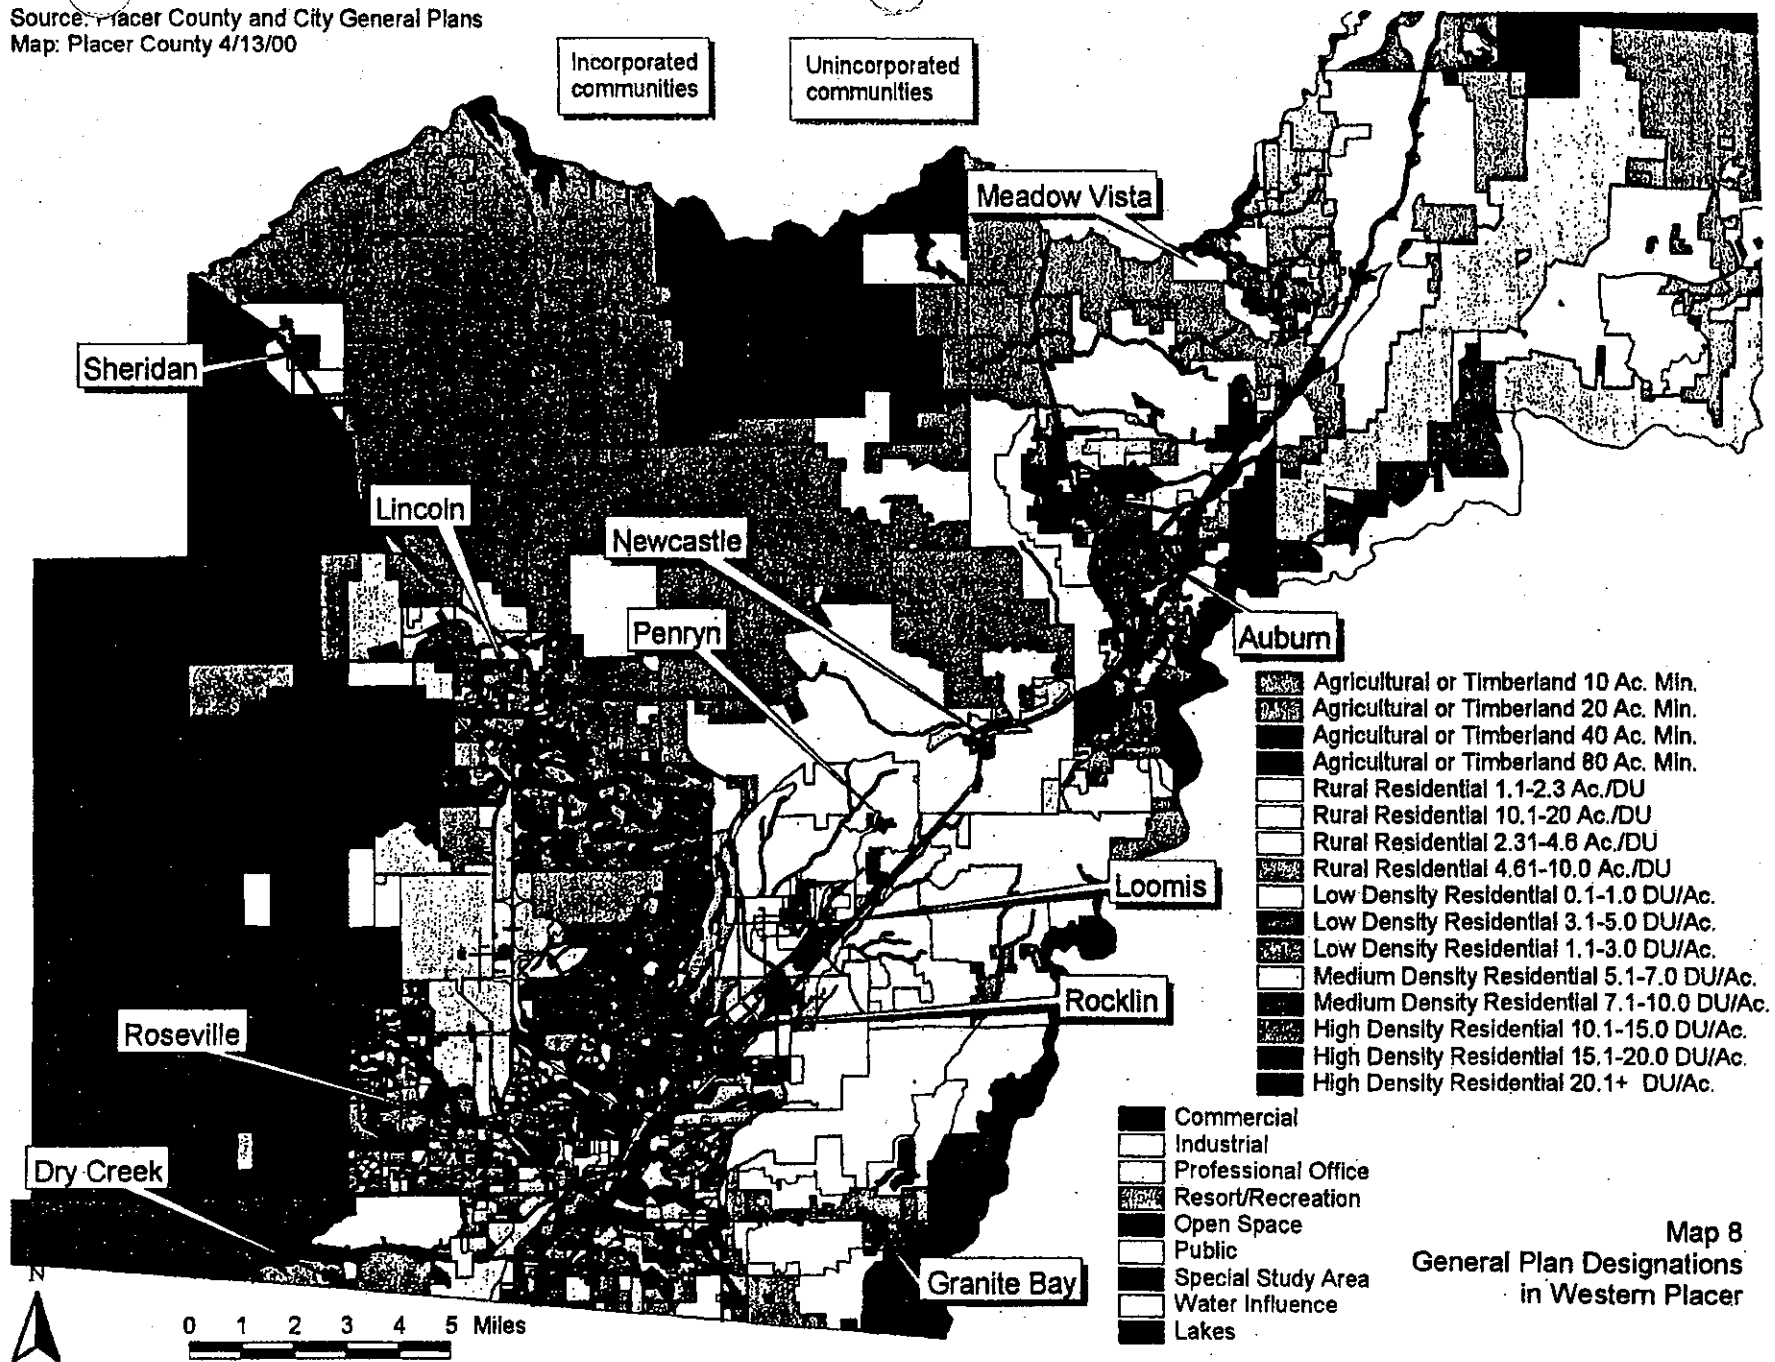 Source: Placer County and City General Plans
Map: Placer County 4/13/00
Incorporated
communities
Unincorporated
communities
Meadow Vista
Sheridan
Lincoln
Newcastle
Penryn
Auburn
Agricultural or Timberland 10 Ac. Min.
Agricultural or Timberland 20 Ac. Min.
Agricultural or Timberland 40 Ac. Min.
Agricultural or Timberland 80 Ac. Min.
Rural Residential 1.1-2.3 Ac./DU
Rural Residential 10.1-20 Ac./DU
Rural Residential 2.31-4.6 Ac./DU
Rural Residential 4.61-10.0 Ac./DU
Low Density Residential 0.1-1.0 DU/Ac.
Low Density Residential 3.1-5.0 DU/Ac.
Low Density Residential 1.1-3.0 DU/Ac.
Medium Density Residential 5.1-7.0 DU/Ac.
Medium Density Residential 7.1-10.0 DU/Ac.
High Density Residential 10.1-15.0 DU/Ac.
High Density Residential 15.1-20.0 DU/Ac.
High Density Residential 20.1+ DU/Ac.
Loomis
Rocklin
Roseville
Dry Creek
Granite Bay
Commercial
Industrial
Professional Office
Resort/Recreation
Open Space
Public
Special Study Area
Water Influence
Lakes
Map 8
General Plan Designations
in Western Placer
N
0 1 2 3 4 5 Miles